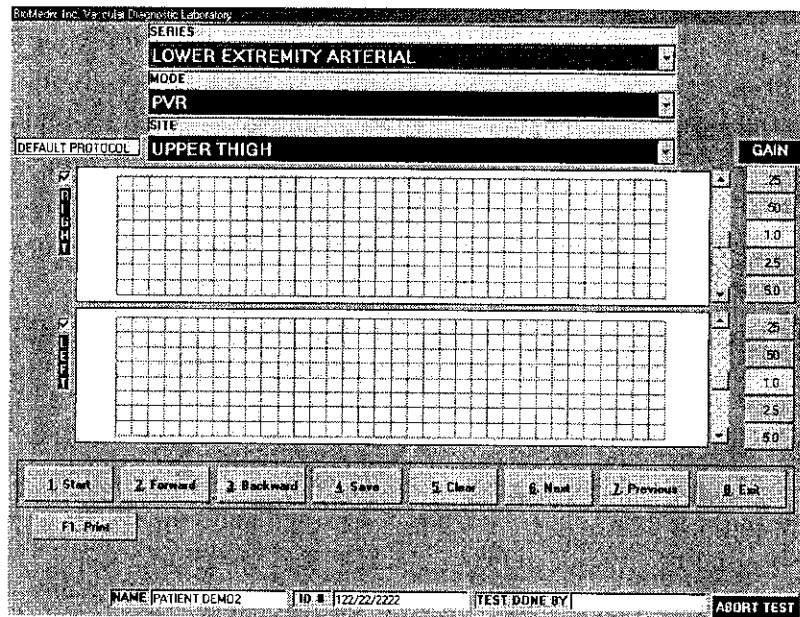 BioMedix Inc. Vascular Diagnostic Laboratory
SERIES
LOWER EXTREMITY ARTERIAL
MODE
PVR
SITE
DEFAULT PROTOCOL
UPPER THIGH
GAIN
RIGHT
.25
.50
1.0
2.5
5.0
LEFT
.25
.50
1.0
2.5
5.0
1. Start
2. Forward
3. Backward
4. Save
5. Clear
6. Next
7. Previous
8. Exit
F1. Print
NAME PATIENT DEMO2 ID # 122/22/2222 TEST DONE BY
ABORT TEST